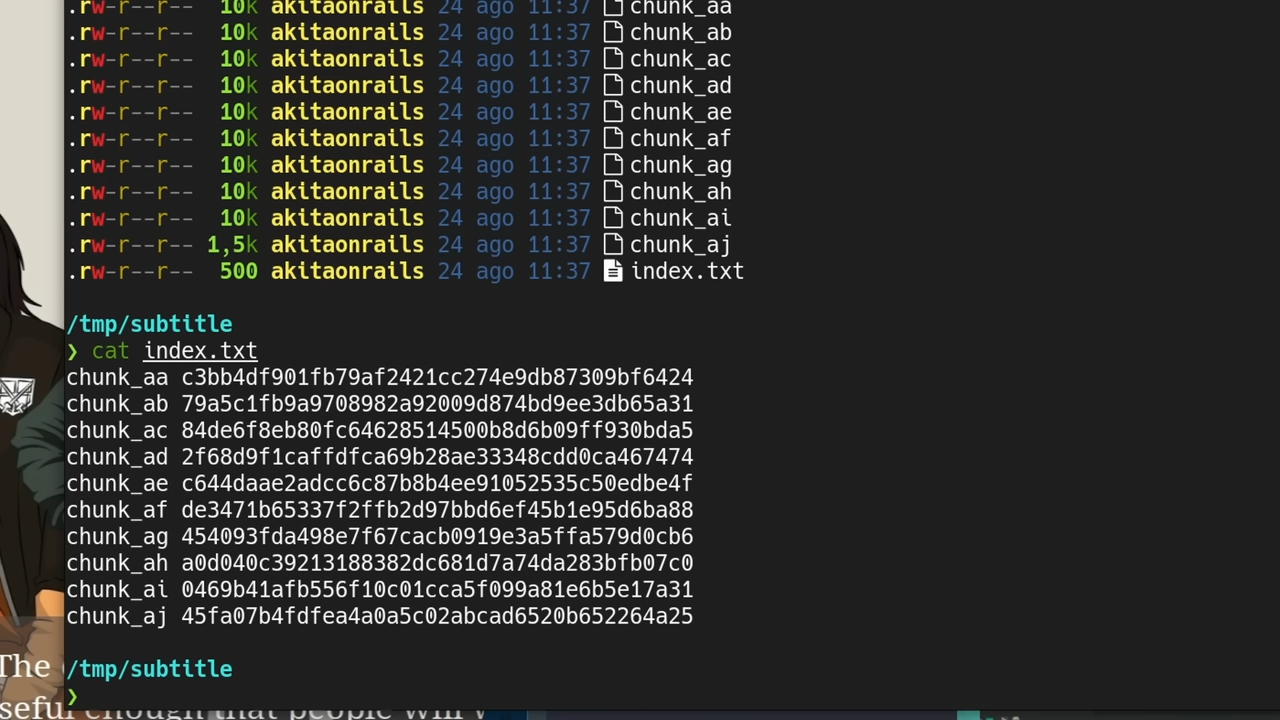 .rw-r--r-- 10k akitaonrails 24 ago 11:37 chunk_aa
.rw-r--r-- 10k akitaonrails 24 ago 11:37 chunk_ab
.rw-r--r-- 10k akitaonrails 24 ago 11:37 chunk_ac
.rw-r--r-- 10k akitaonrails 24 ago 11:37 chunk_ad
.rw-r--r-- 10k akitaonrails 24 ago 11:37 chunk_ae
.rw-r--r-- 10k akitaonrails 24 ago 11:37 chunk_af
.rw-r--r-- 10k akitaonrails 24 ago 11:37 chunk_ag
.rw-r--r-- 10k akitaonrails 24 ago 11:37 chunk_ah
.rw-r--r-- 10k akitaonrails 24 ago 11:37 chunk_ai
.rw-r--r-- 1,5k akitaonrails 24 ago 11:37 chunk_aj
.rw-r--r-- 500 akitaonrails 24 ago 11:37 index.txt
/tmp/subtitle
❯ cat index.txt
chunk_aa c3bb4df901fb79af2421cc274e9db87309bf6424
chunk_ab 79a5c1fb9a9708982a92009d874bd9ee3db65a31
chunk_ac 84de6f8eb80fc64628514500b8d6b09ff930bda5
chunk_ad 2f68d9f1caffdfca69b28ae33348cdd0ca467474
chunk_ae c644daae2adcc6c87b8b4ee91052535c50edbe4f
chunk_af de3471b65337f2ffb2d97bbd6ef45b1e95d6ba88
chunk_ag 454093fda498e7f67cacb0919e3a5ffa579d0cb6
chunk_ah a0d040c39213188382dc681d7a74da283bfb07c0
chunk_ai 0469b41afb556f10c01cca5f099a81e6b5e17a31
chunk_aj 45fa07b4fdfea4a0a5c02abcad6520b652264a25
/tmp/subtitle
❯
The
enough that people will